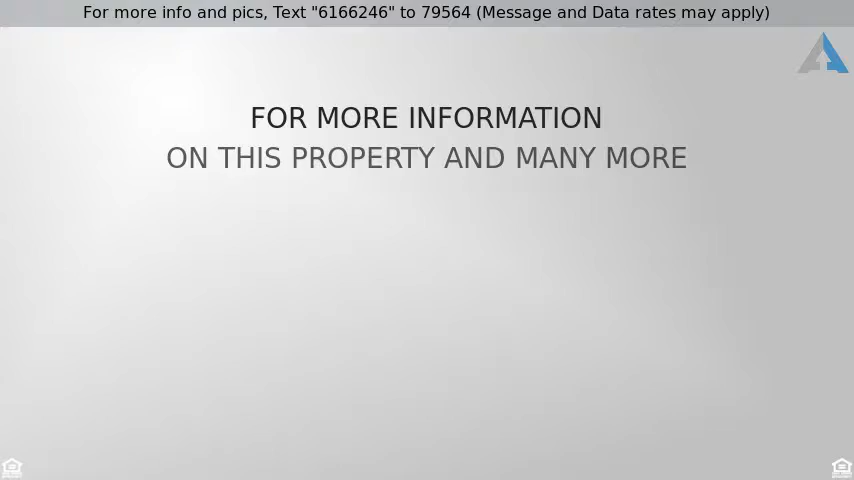 For more info and pics, Text "6166246" to 79564 (Message and Data rates may apply)
FOR MORE INFORMATION
ON THIS PROPERTY AND MANY MORE